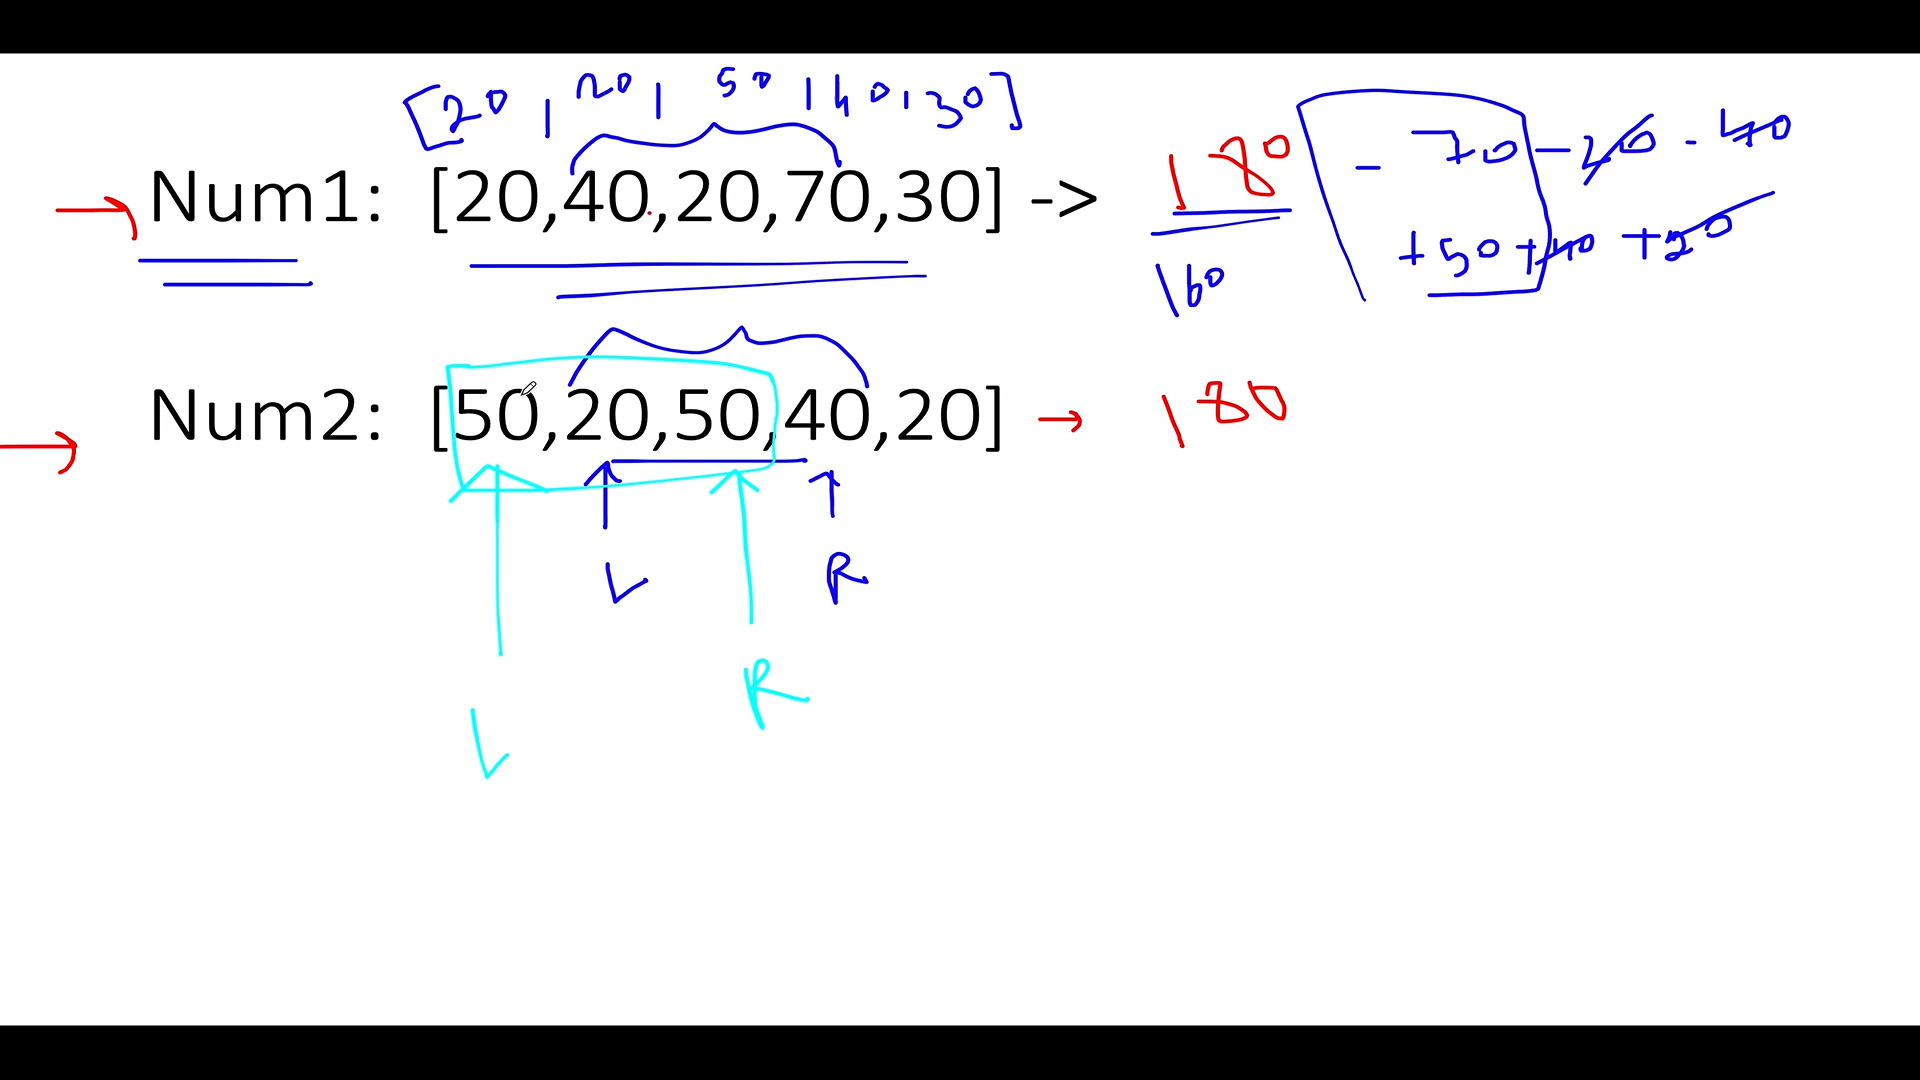 [20, 20, 50, 40, 30]
Num1: [20,40,20,70,30] -> 180 - 70 - 20 - 40
160 +50 +40 +20
Num2: [50,20,50,40,20] → 180
L R
L R